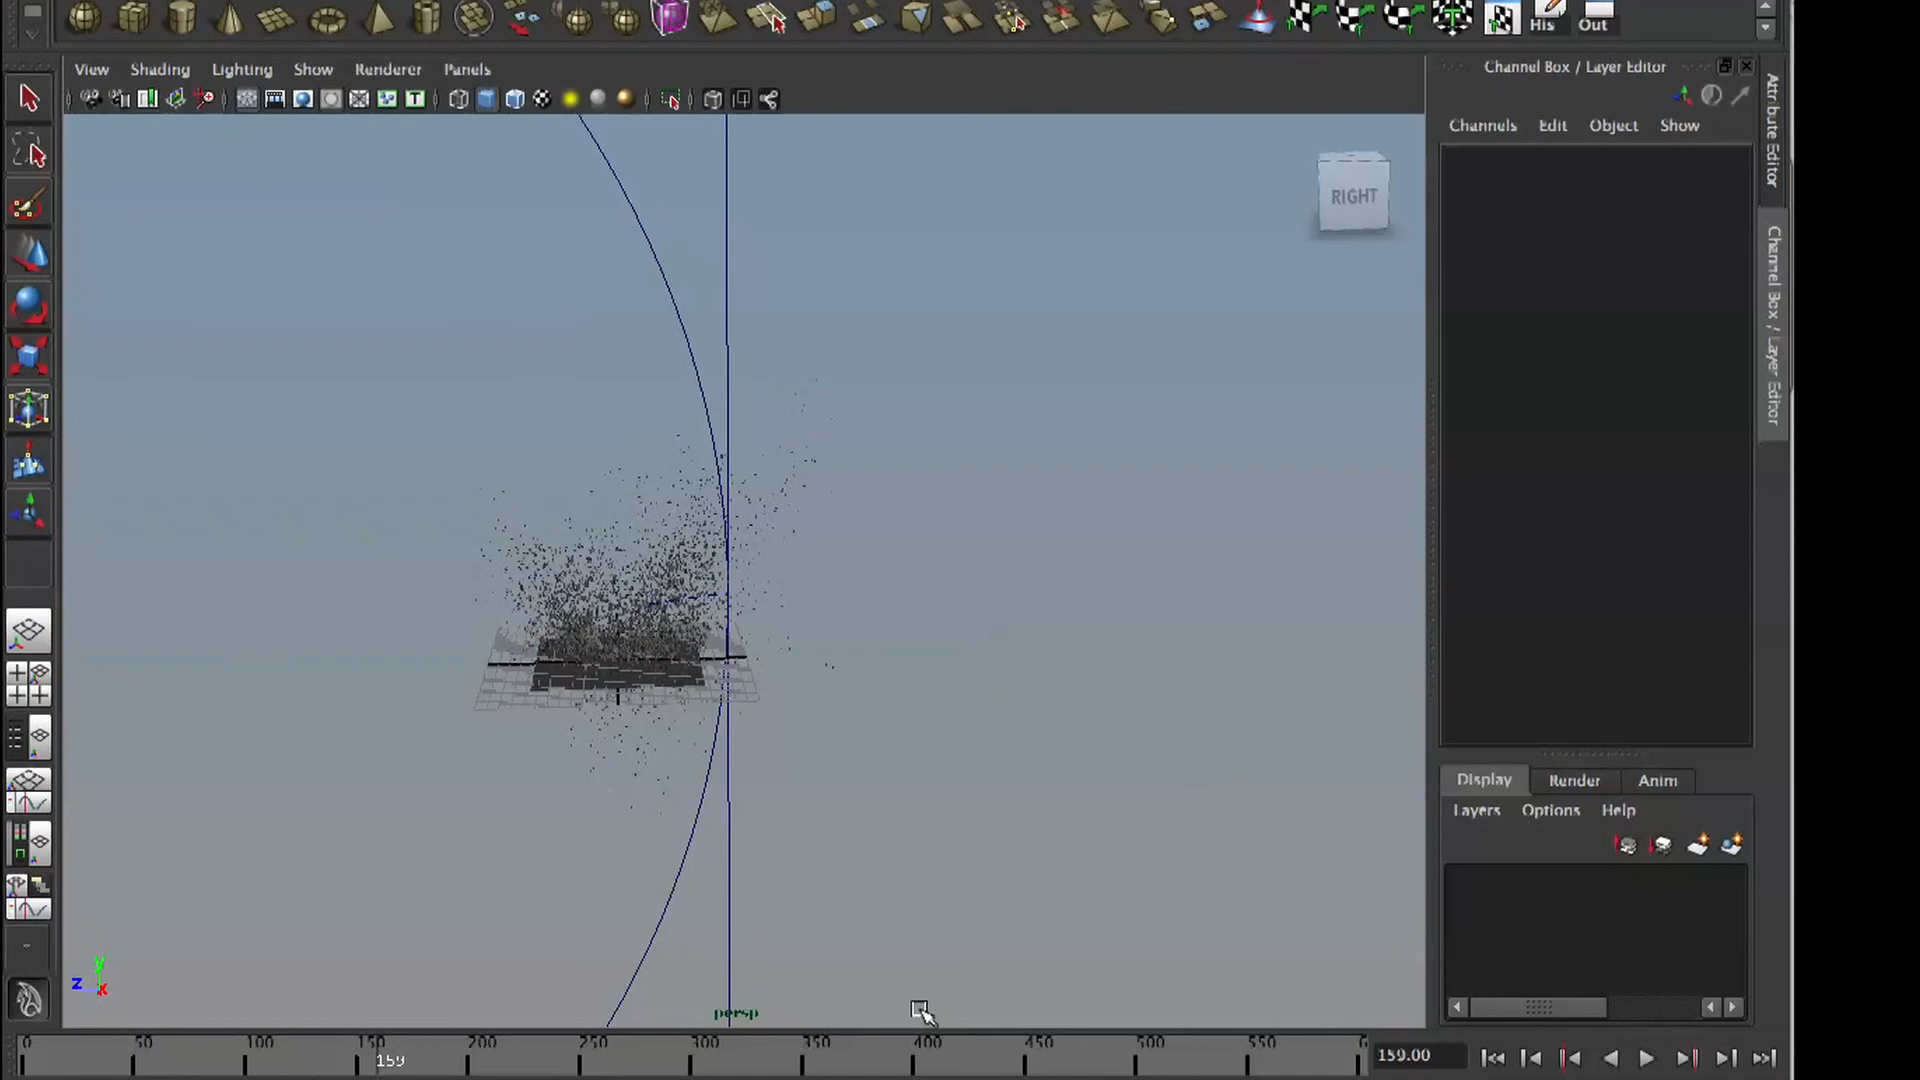 His Out
View Shading Lighting Show Renderer Panels
Channel Box / Layer Editor
Channels Edit Object Show
Attribute Editor
Channel Box / Layer Editor
RIGHT
T
Display Render Anim
Layers Options Help
y
z x
persp
0 50 100 150 200 250 300 350 400 450 500 550 6
159
159.00